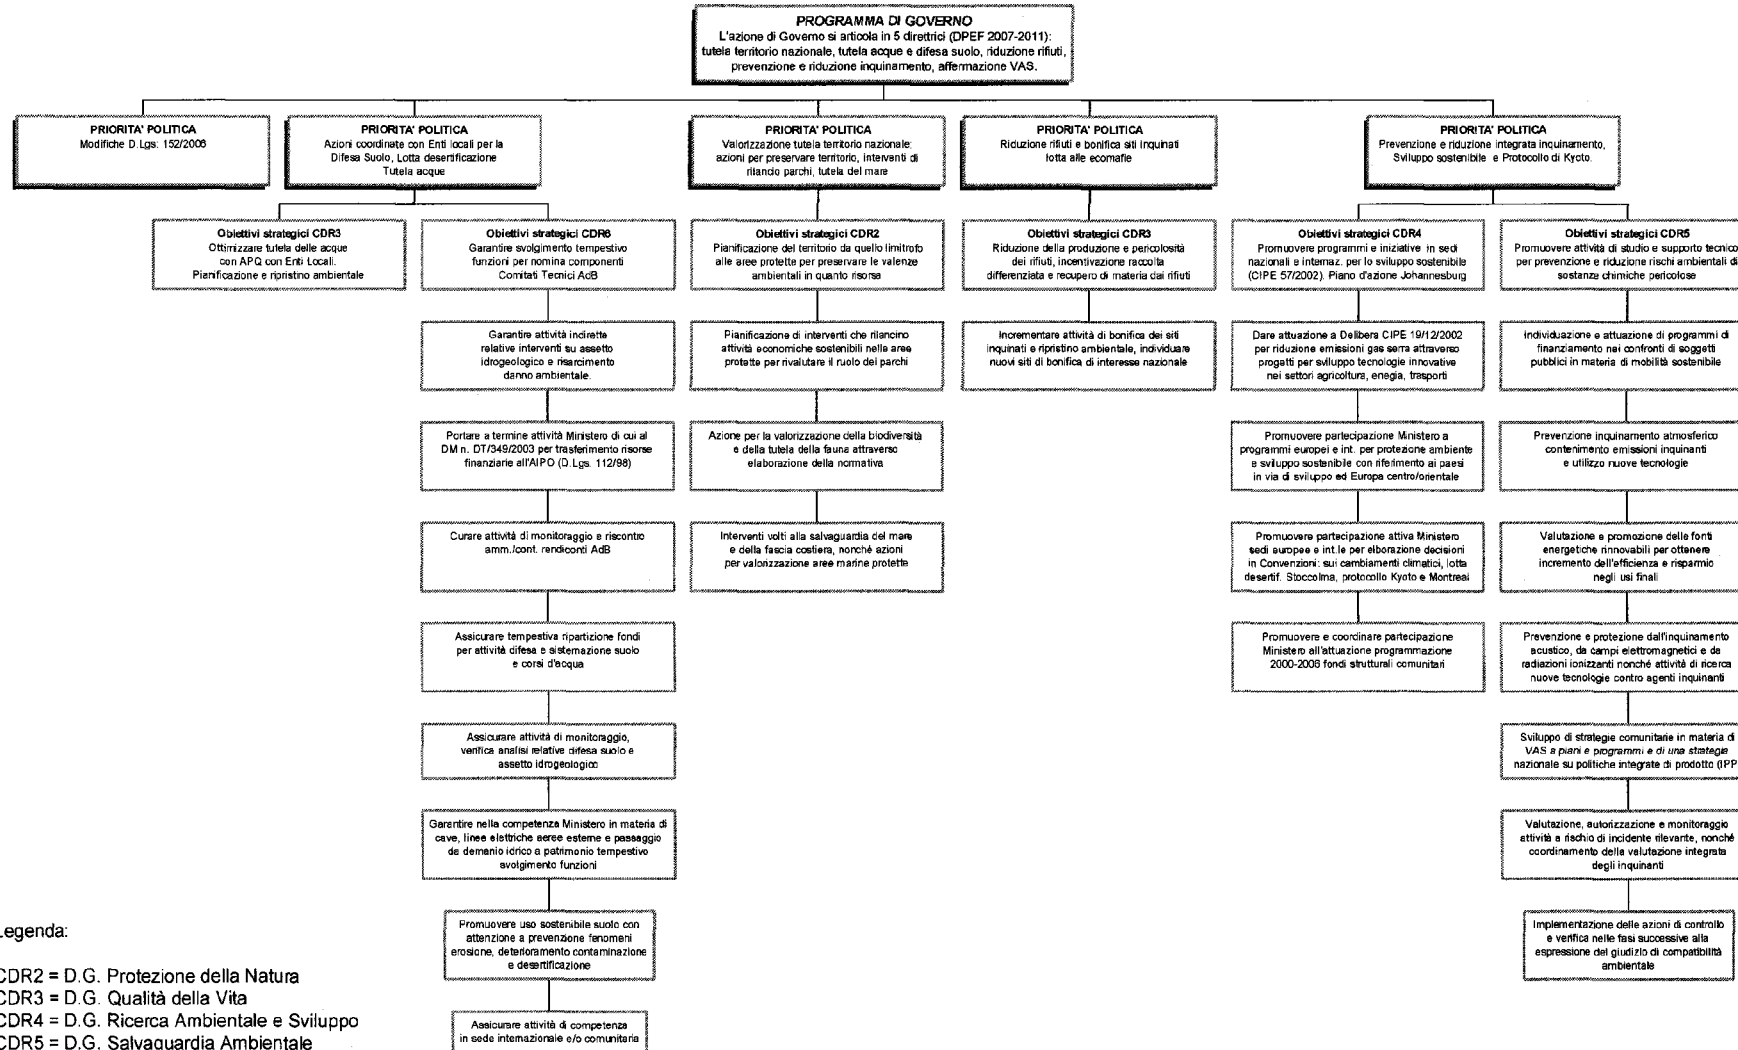 PROGRAMMA DI GOVERNO
L'azione di Governo si articola in 5 direttrici (DPEF 2007-2011):
tutela territorio nazionale, tutela acque e difesa suolo, riduzione rifiuti,
prevenzione e riduzione inquinamento, affermazione VAS.
PRIORITA' POLITICA
Modifiche D.Lgs. 152/2006
PRIORITA' POLITICA
Azioni coordinate con Enti locali per la
Difesa Suolo, Lotta desertificazione
Tutela acque
PRIORITA' POLITICA
Valorizzazione tutela territorio nazionale:
azioni per preservare territorio, interventi di
rilancio parchi, tutela del mare
PRIORITA' POLITICA
Riduzione rifiuti e bonifica siti inquinati
lotta alle ecomafie
PRIORITA' POLITICA
Prevenzione e riduzione integrata inquinamento,
Sviluppo sostenibile e Protocollo di Kyoto.
Obiettivi strategici CDR3
Ottimizzare tutela delle acque
con APQ con Enti Locali.
Pianificazione e ripristino ambientale
Obiettivi strategici CDR6
Garantire svolgimento tempestivo
funzioni per nomina componenti
Comitati Tecnici AdB
Garantire attività indirette
relative interventi su assetto
idrogeologico e risarcimento
danno ambientale.
Portare a termine attività Ministero di cui al
DM n. DT/349/2003 per trasferimento risorse
finanziarie all'AIPO (D.Lgs. 112/98)
Curare attività di monitoraggio e riscontro
amm./cont. rendiconti AdB
Assicurare tempestiva ripartizione fondi
per attività difesa e sistemazione suolo
e corsi d'acqua
Assicurare attività di monitoraggio,
verifica analisi relative difesa suolo e
assetto idrogeologico
Garantire nella competenza Ministero in materia di
cave, linee elettriche aeree esterne e passaggio
da demanio idrico a patrimonio tempestivo
svolgimento funzioni
Promuovere uso sostenibile suolo con
attenzione a prevenzione fenomeni
erosione, deterioramento contaminazione
e desertificazione
Assicurare attività di competenza
in sede internazionale e/o comunitaria
Obiettivi strategici CDR2
Pianificazione del territorio da quello limitrofo
alle aree protette per preservare le valenze
ambientali in quanto risorsa
Pianificazione di interventi che rilancino
attività economiche sostenibili nelle aree
protette per rivalutare il ruolo dei parchi
Azione per la valorizzazione della biodiversità
e della tutela della fauna attraverso
elaborazione della normativa
Interventi volti alla salvaguardia del mare
e della fascia costiera, nonché azioni
per valorizzazione aree marine protette
Obiettivi strategici CDR3
Riduzione della produzione e pericolosità
dei rifiuti, incentivazione raccolta
differenziata e recupero di materia dai rifiuti
Incrementare attività di bonifica dei siti
inquinati e ripristino ambientale, individuare
nuovi siti di bonifica di interesse nazionale
Obiettivi strategici CDR4
Promuovere programmi e iniziative in sedi
nazionali e internaz. per lo sviluppo sostenibile
(CIPE 57/2002). Piano d'azione Johannesburg
Dare attuazione a Delibera CIPE 19/12/2002
per riduzione emissioni gas serra attraverso
progetti per sviluppo tecnologie innovative
nei settori agricoltura, enegia, trasporti
Promuovere partecipazione Ministero a
programmi europei e int. per protezione ambiente
e sviluppo sostenibile con riferimento ai paesi
in via di sviluppo ed Europa centro/orientale
Promuovere partecipazione attiva Ministero
sedi europee e int.le per elborazione decisioni
in Convenzioni: sui cambiamenti climatici, lotta
desertif. Stoccolma, protocollo Kyoto e Montreal
Promuovere e coordinare partecipazione
Ministero all'attuazione programmazione
2000-2006 fondi strutturali comunitari
Obiettivi strategici CDR5
Promuovere attività di studio e supporto tecnico
per prevenzione e riduzione rischi ambientali di
sostanze chimiche pericolose
individuazione e attuazione di programmi di
finanziamento nei confronti di soggetti
pubblici in materia di mobilità sostenibile
Prevenzione inquinamento atmosferico
contenimento emissioni inquinanti
e utilizzo nuove tecnologie
Valutazione e promozione delle fonti
energetiche rinnovabili per ottenere
incremento dell'efficienza e risparmio
negli usi finali
Prevenzione e protezione dall'inquinamento
acustico, da campi elettromagnetici e da
radiazioni ionizzanti nonché attività di ricerca
nuove tecnologie contro agenti inquinanti
Sviluppo di strategie comunitarie in materia di
VAS a piani e programmi e di una strategia
nazionale su politiche integrate di prodotto (IPP
Valutazione, autorizzazione e monitoraggio
attività a rischio di incidente rilevante, nonché
coordinamento della valutazione integrata
degli inquinanti
Implementazione delle azioni di controllo
e verifica nelle fasi successive alla
espressione del giudizio di compatibilità
ambientale
Legenda:
CDR2 = D.G. Protezione della Natura
CDR3 = D.G. Qualità della Vita
CDR4 = D.G. Ricerca Ambientale e Sviluppo
CDR5 = D.G. Salvaguardia Ambientale